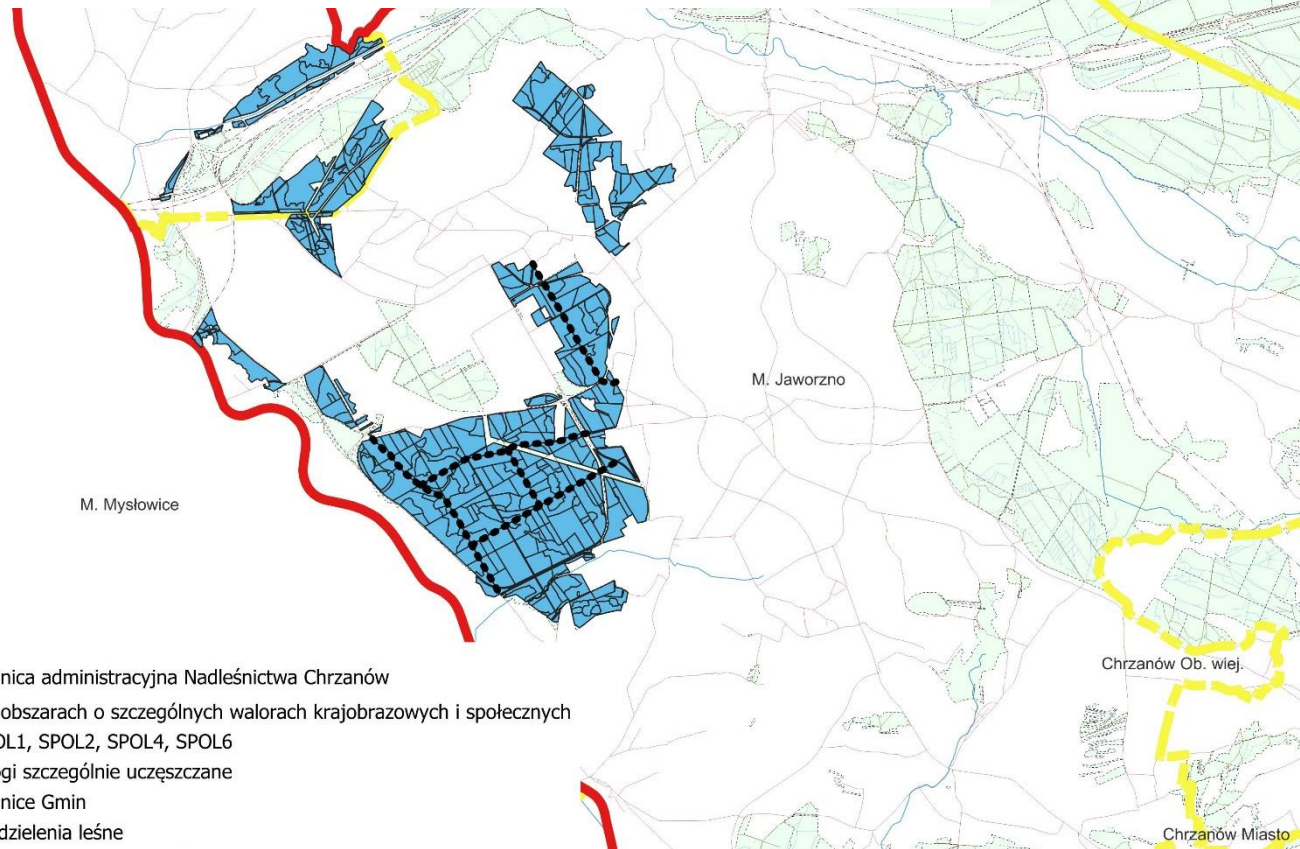 M. Jaworzno
M. Mysłowice
Chrzanów Ob. wiej.
nica administracyjna Nadleśnictwa Chrzanów
obszarach o szczególnych walorach krajobrazowych i społecznych
OL1, SPOL2, SPOL4, SPOL6
gi szczególnie uczęszczane
nice Gmin
dzielenia leśne
Chrzanów Miasto